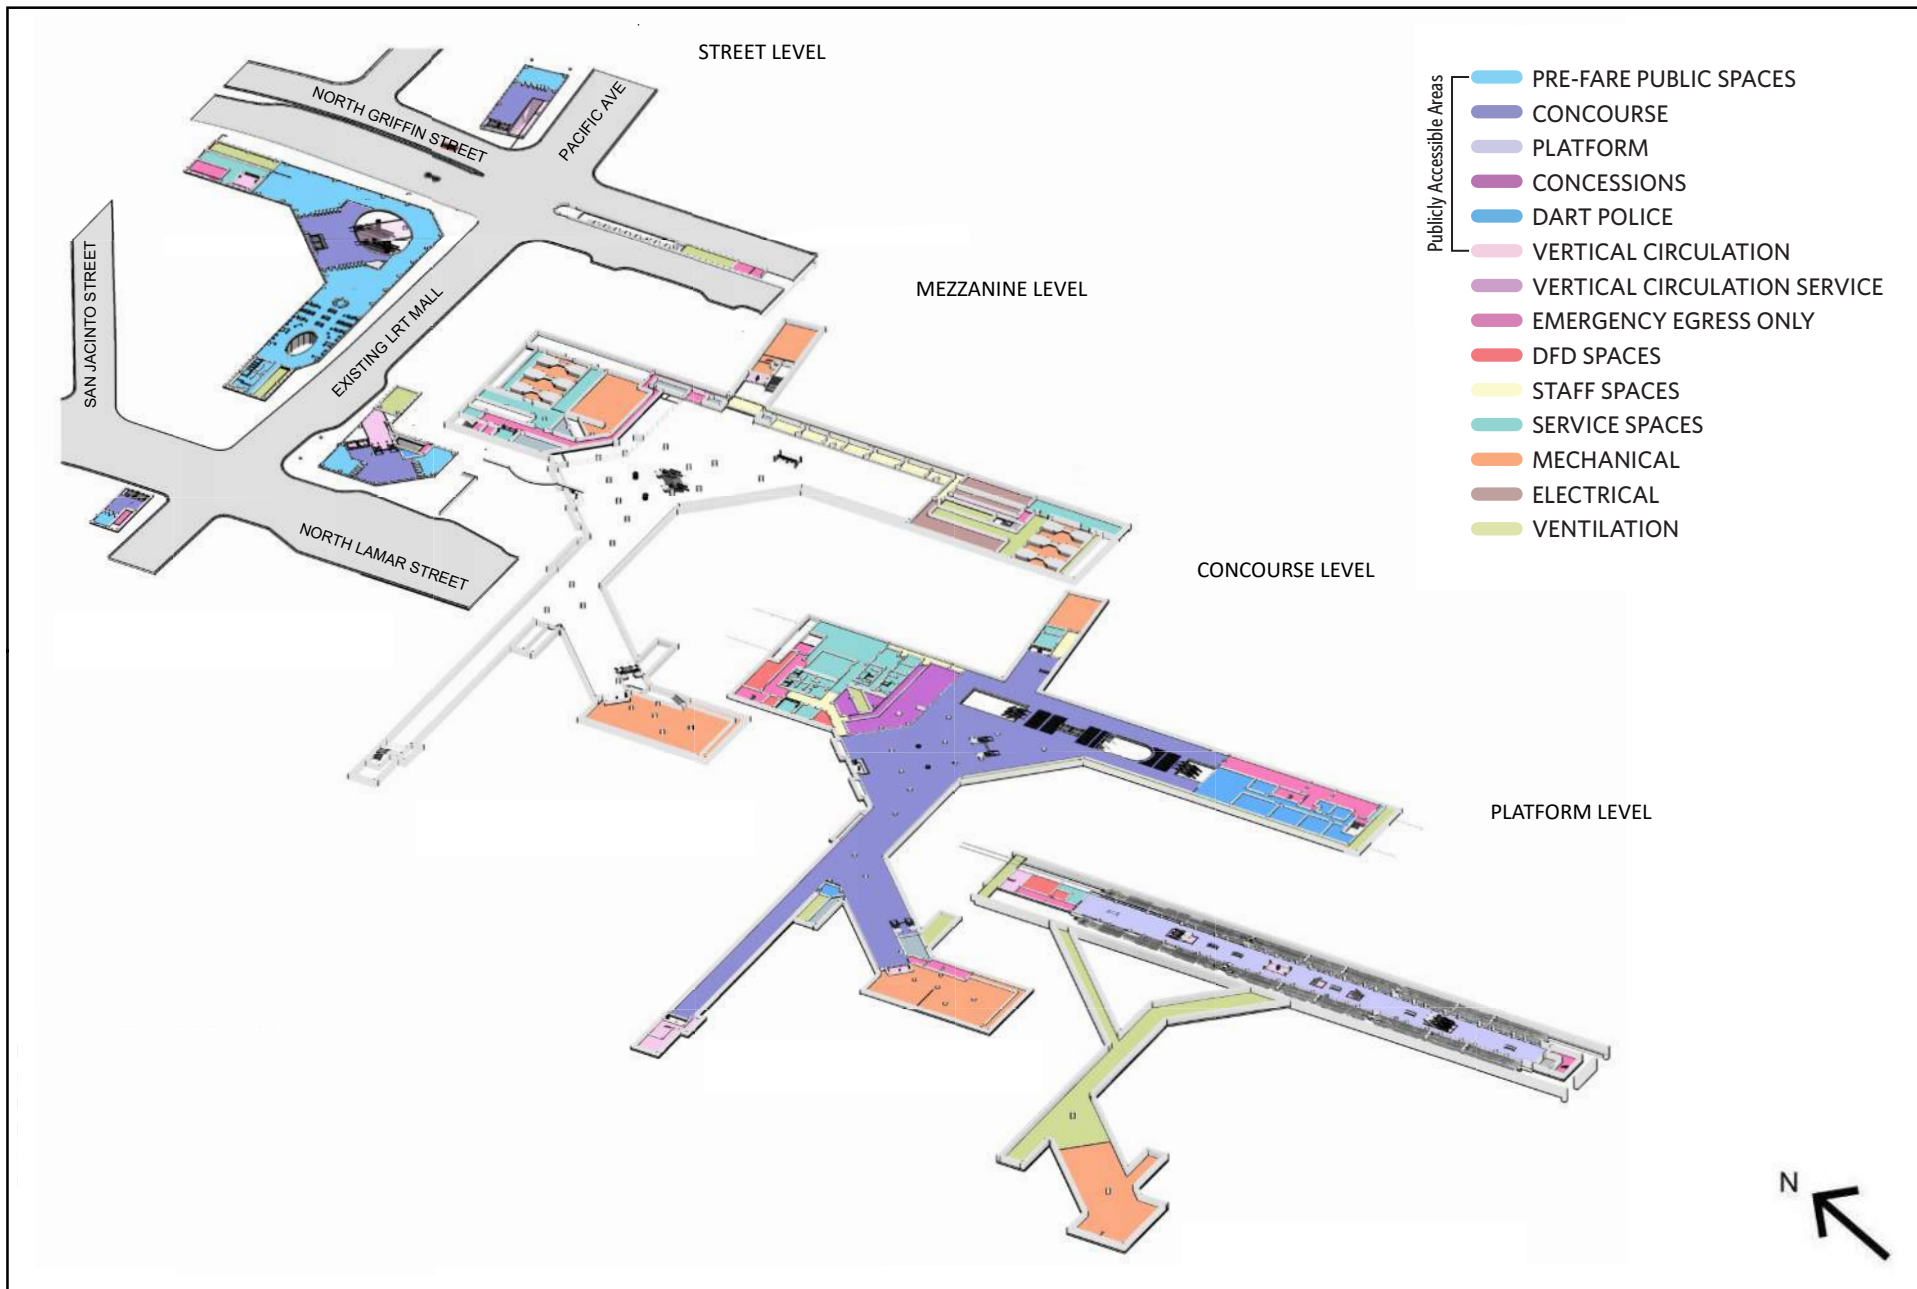 STREET LEVEL
NORTH GRIFFIN STREET
PACIFIC AVE
SAN JACINTO STREET
EXISTING LRT MALL
NORTH LAMAR STREET
MEZZANINE LEVEL
CONCOURSE LEVEL
PLATFORM LEVEL
Publicly Accessible Areas
PRE-FARE PUBLIC SPACES
CONCOURSE
PLATFORM
CONCESSIONS
DART POLICE
VERTICAL CIRCULATION
VERTICAL CIRCULATION SERVICE
EMERGENCY EGRESS ONLY
DFD SPACES
STAFF SPACES
SERVICE SPACES
MECHANICAL
ELECTRICAL
VENTILATION
N